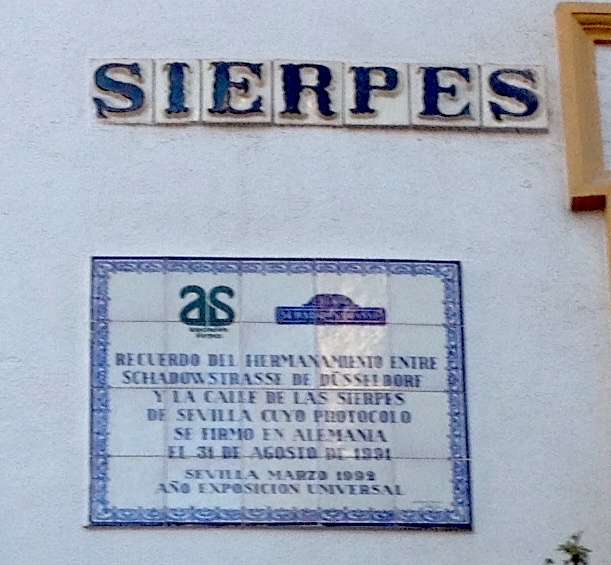 SIERPES
as
RECUERDO DEL HERMANAMIENTO ENTRE
SCHADOWSTRASSE DE DÜSSELDORF
Y LA CALLE DE LAS SIERPES
DE SEVILLA CUYO PROTOCOLO
SE FIRMO EN ALEMANIA
EL 31 DE AGOSTO DE 1991
SEVILLA MARZO 1992
AÑO EXPOSICION UNIVERSAL